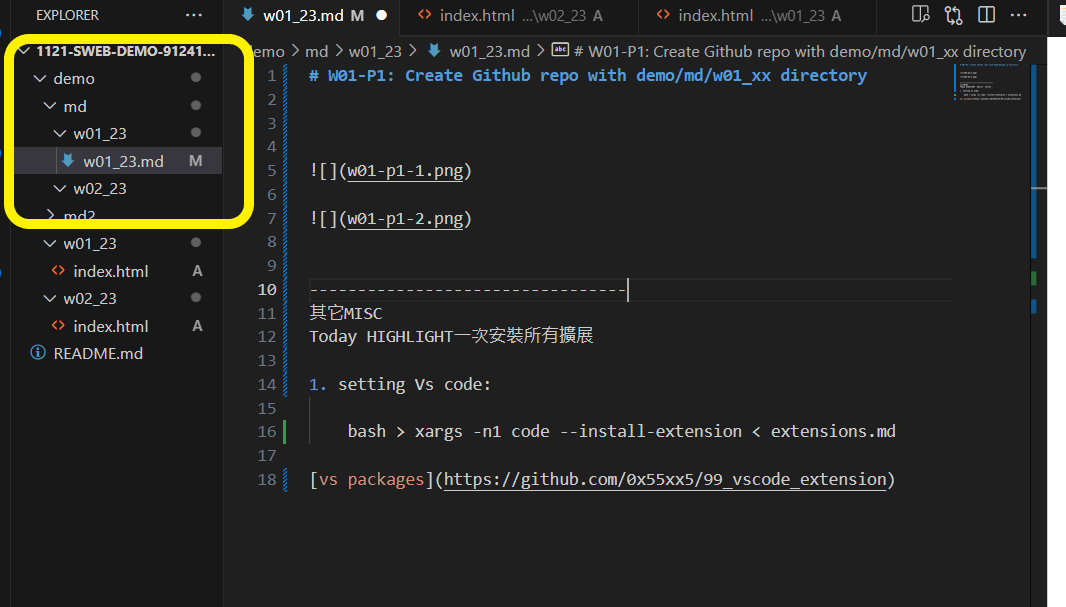 EXPLORER
···
w01_23.md M
index.html ...\w02_23 A
index.html ...\w01_23 A
···
1121-SWEB-DEMO-91241...
demo
md
w01_23
w01_23.md M
w02_23
md2
w01_23
index.html A
w02_23
index.html A
README.md
emo > md > w01_23 > w01_23.md > abc # W01-P1: Create Github repo with demo/md/w01_xx directory
1 # W01-P1: Create Github repo with demo/md/w01_xx directory
2
3
4
5 ![](w01-p1-1.png)
6
7 ![](w01-p1-2.png)
8
9
10 ---------------------------------
11 其它MISC
12 Today HIGHLIGHT一次安裝所有擴展
13
14 1. setting Vs code:
15
16 bash > xargs -n1 code --install-extension < extensions.md
17
18 [vs packages](https://github.com/0x55xx5/99_vscode_extension)